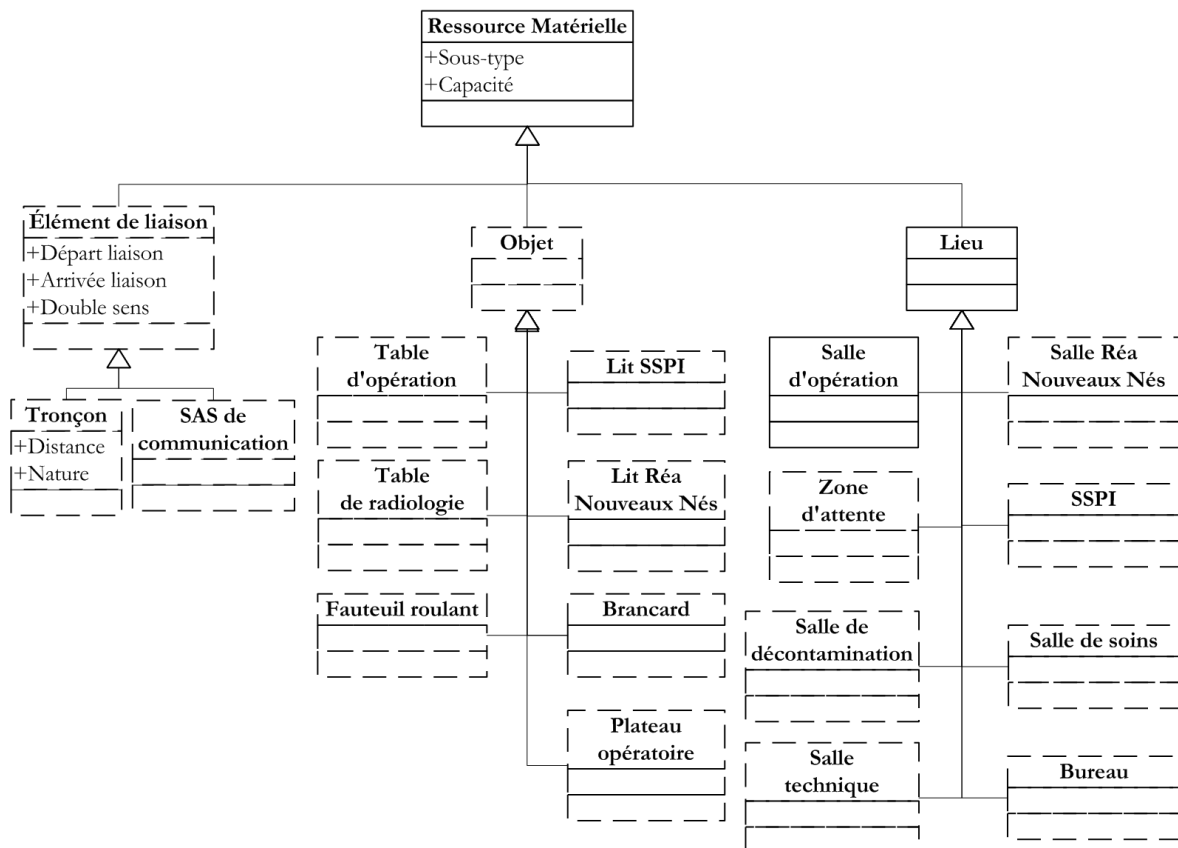 Ressource Matérielle
+Sous-type
+Capacité
Élément de liaison
+Départ liaison
+Arrivée liaison
+Double sens
Objet
Lieu
Tronçon
+Distance
+Nature
SAS de
communication
Table
d'opération
Lit SSPI
Table
de radiologie
Lit Réa
Nouveaux Nés
Fauteuil roulant
Brancard
Plateau
opératoire
Salle
d'opération
Salle Réa
Nouveaux Nés
Zone
d'attente
SSPI
Salle de
décontamination
Salle de soins
Salle
technique
Bureau